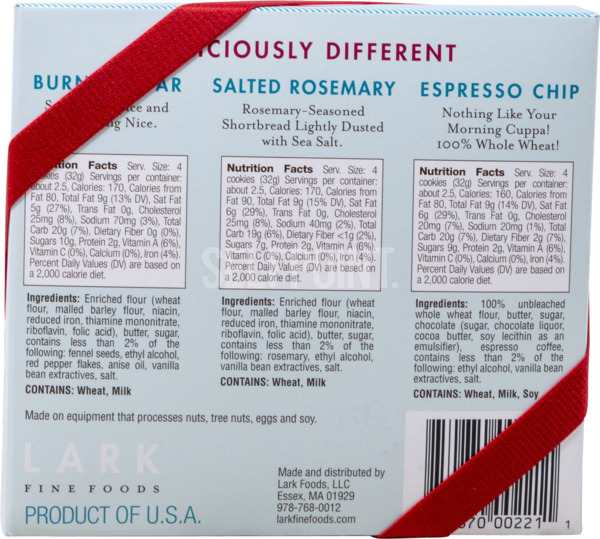 ICIOUSLY DIFFERENT
BURN AR
ce and
ng Nice.
Nutrition Facts Serv. Size: 4
cookies (32g) Servings per container:
about 2.5, Calories: 170, Calories from
Fat 80, Total Fat 9g (13% DV), Sat Fat
5g (27%), Trans Fat 0g, Cholesterol
25mg (8%), Sodium 70mg (3%), Total
Carb 20g (7%), Dietary Fiber 0g (0%),
Sugars 10g, Protein 2g, Vitamin A (6%),
Vitamin C (0%), Calcium (0%), Iron (4%).
Percent Daily Values (DV) are based on
a 2,000 calorie diet.
Ingredients: Enriched flour (wheat
flour, malled barley flour, niacin,
reduced iron, thiamine mononitrate,
riboflavin, folic acid), butter, sugar,
contains less than 2% of the
following: fennel seeds, ethyl alcohol,
red pepper flakes, anise oil, vanilla
bean extractives, salt.
CONTAINS: Wheat, Milk
SALTED ROSEMARY
Rosemary-Seasoned
Shortbread Lightly Dusted
with Sea Salt.
Nutrition Facts Serv. Size: 4
cookies (32g) Servings per container:
about 2.5, Calories: 170, Calories from
Fat 90, Total Fat 9g (15% DV), Sat Fat
6g (29%), Trans Fat 0g, Cholesterol
25mg (8%), Sodium 40mg (2%), Total
Carb 19g (6%), Dietary Fiber <1g (2%),
Sugars 7g, Protein 2g, Vitamin A (6%),
Vitamin C (0%), Calcium (0%), Iron (4%).
Percent Daily Values (DV) are based on
a 2,000 calorie diet.
Ingredients: Enriched flour (wheat
flour, malled barley flour, niacin,
reduced iron, thiamine mononitrate,
riboflavin, folic acid), butter, sugar,
contains less than 2% of the
following: rosemary, ethyl alcohol,
vanilla bean extractives, salt.
CONTAINS: Wheat, Milk
ESPRESSO CHIP
Nothing Like Your
Morning Cuppa!
100% Whole Wheat!
Nutrition Facts Serv. Size: 4
cookies (32g) Servings per container:
about 2.5, Calories: 160, Calories from
Fat 80, Total Fat 9g (14% DV), Sat Fat
6g (29%), Trans Fat 0g, Cholesterol
20mg (7%), Sodium 20mg (1%), Total
Carb 20g (7%), Dietary Fiber 2g (7%),
Sugars 9g, Protein 2g, Vitamin A (6%),
Vitamin C (0%), Calcium (0%), Iron (4%).
Percent Daily Values (DV) are based on
a 2,000 calorie diet.
Ingredients: 100% unbleached
whole wheat flour, butter, sugar,
chocolate (sugar, chocolate liquor,
cocoa butter, soy lecithin as an
emulsifier), espresso coffee,
contains less than 2% of the
following: ethyl alcohol, vanilla
bean extractives, salt.
CONTAINS: Wheat, Milk, Soy
Made on equipment that processes nuts, tree nuts, eggs and soy.
LARK
FINE FOODS
PRODUCT OF U.S.A.
Made and distributed by
Lark Foods, LLC
Essex, MA 01929
978-768-0012
larkfinefoods.com
70 00221 1